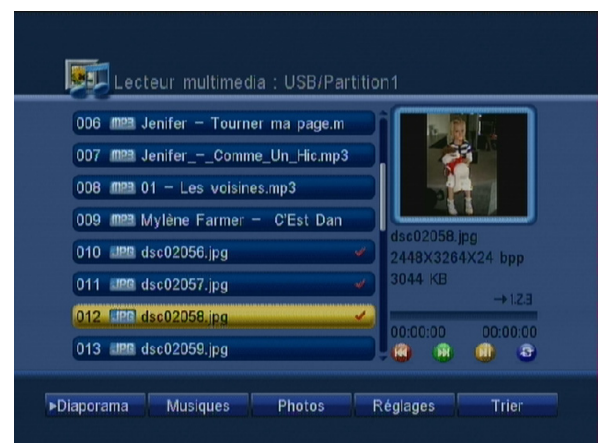 Lecteur multimedia : USB/Partition1
006 MP3 Jenifer – Tourner ma page.m
007 MP3 Jenifer_-_Comme_Un_Hic.mp3
008 MP3 01 – Les voisines.mp3
009 MP3 Mylène Farmer – C'Est Dan
010 JPG dsc02056.jpg
011 JPG dsc02057.jpg
012 JPG dsc02058.jpg
013 JPG dsc02059.jpg
dsc02058.jpg
2448X3264X24 bpp
3044 KB
→1.2.3
00:00:00 00:00:00
▶Diaporama Musiques Photos Réglages Trier